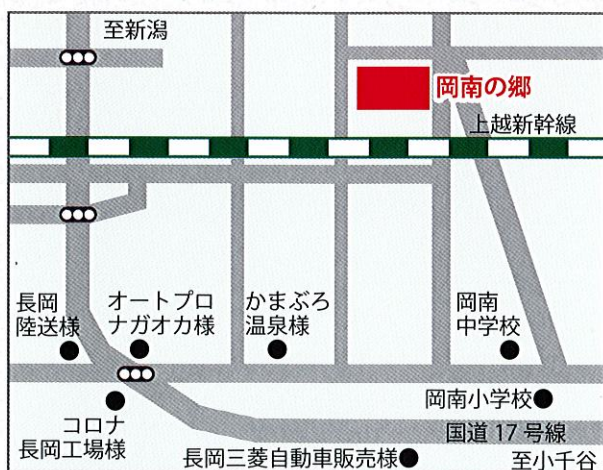 至新潟
岡南の郷
上越新幹線
長岡
陸送様
オートプロ
ナガオカ様
かまぶろ
温泉様
岡南
中学校
コロナ
長岡工場様
岡南小学校
国道17号線
長岡三菱自動車販売様
至小千谷